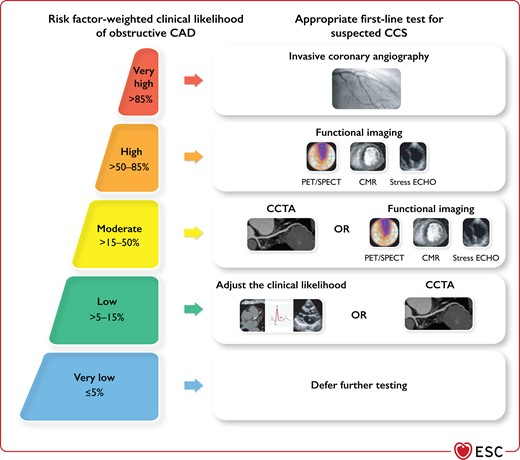 Risk factor-weighted clinical likelihood
of obstructive CAD
Appropriate first-line test for
suspected CCS
Very
high
>85%
Invasive coronary angiography
High
>50–85%
Functional imaging
PET/SPECT
CMR
Stress ECHO
Moderate
>15–50%
CCTA
OR
Functional imaging
PET/SPECT
CMR
Stress ECHO
Low
>5–15%
Adjust the clinical likelihood
OR
CCTA
Very low
≤5%
Defer further testing
ESC